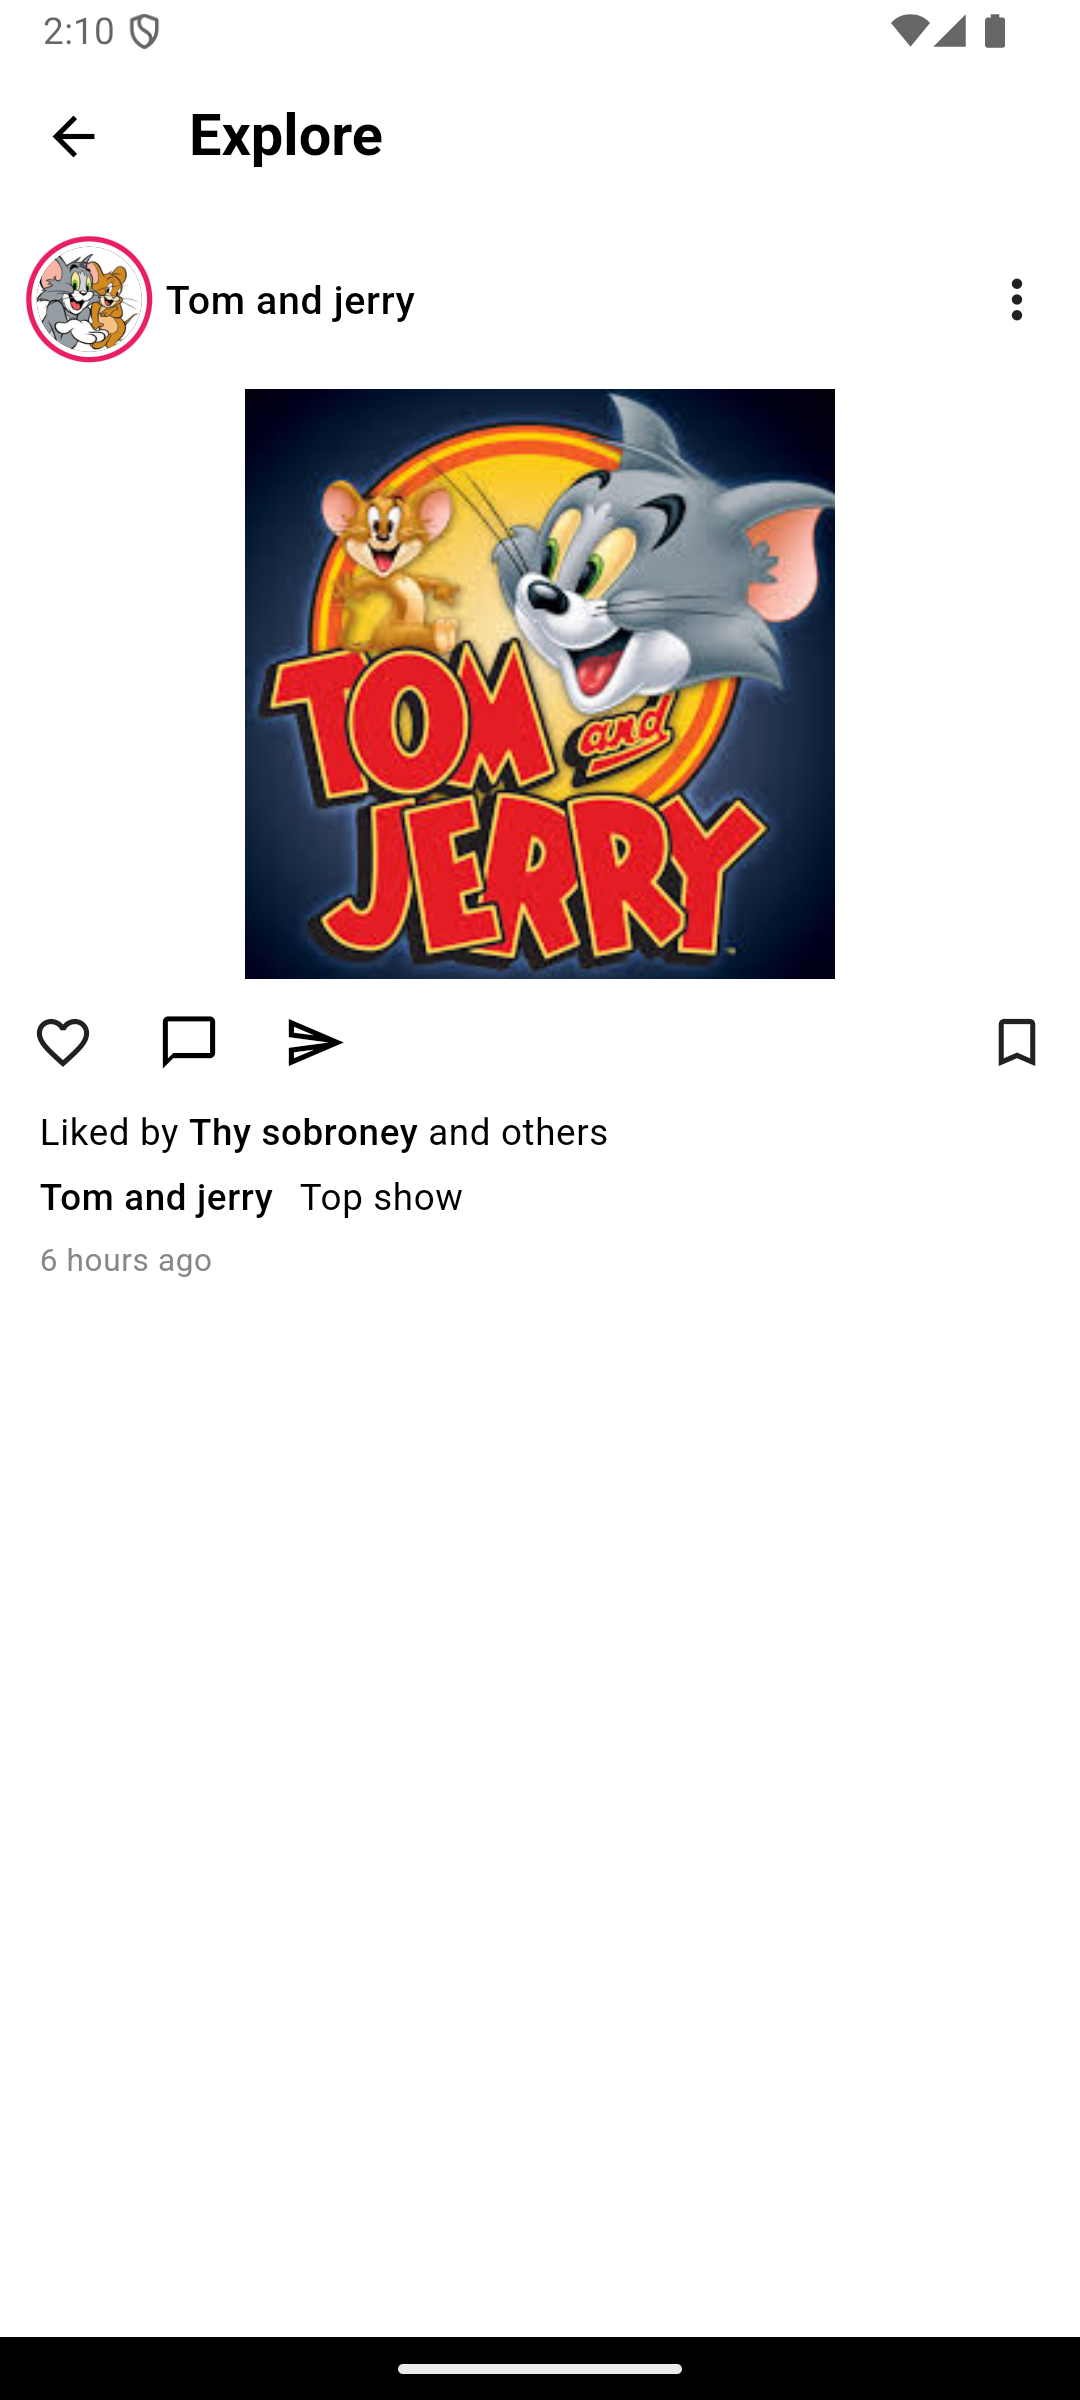 2:10
Explore
Tom and jerry
TOM
and
JERRY
Liked by Thy sobroney and others
Tom and jerry Top show
6 hours ago